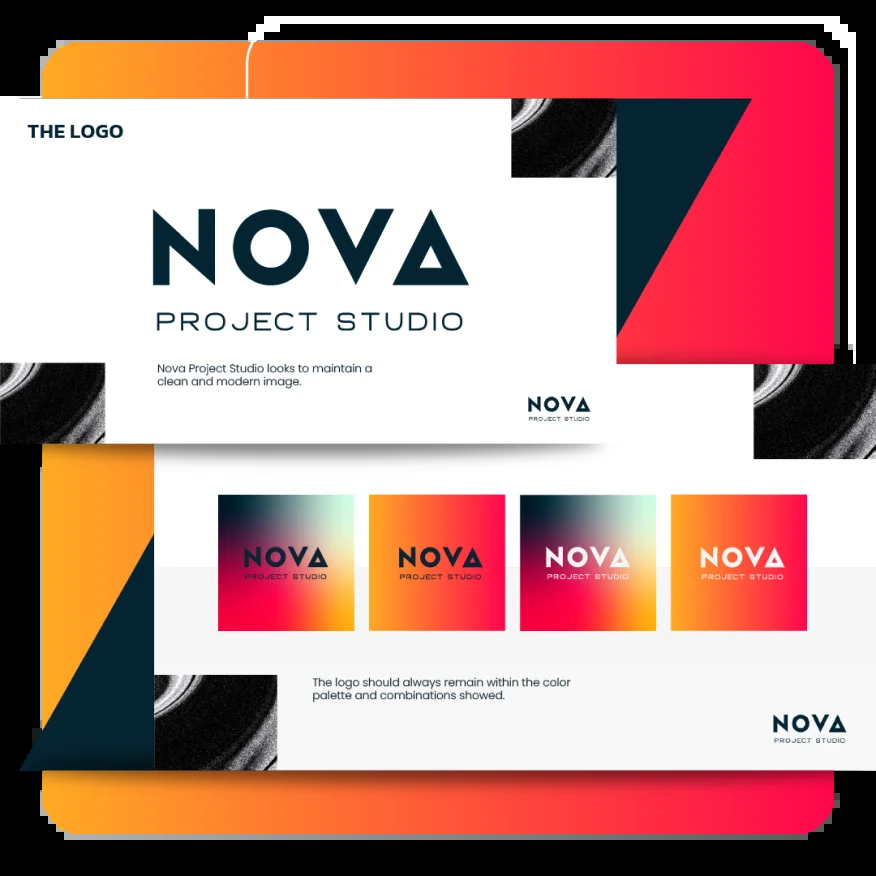 THE LOGO
NOVA
PROJECT STUDIO
Nova Project Studio looks to maintain a
clean and modern image.
NOVA
PROJECT STUDIO
NOVA
PROJECT STUDIO
NOVA
PROJECT STUDIO
NOVA
PROJECT STUDIO
NOVA
PROJECT STUDIO
The logo should always remain within the color
palette and combinations showed.
NOVA
PROJECT STUDIO